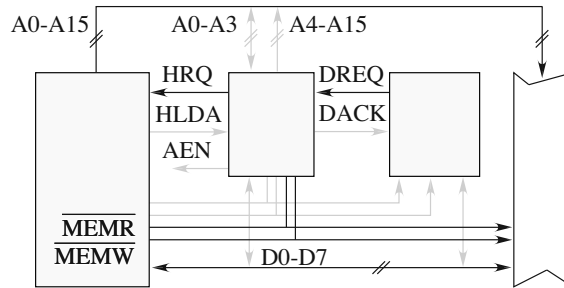 A0-A15 A0-A3 A4-A15
HRQ DREQ
HLDA DACK
AEN
MEMR
MEMW
D0-D7